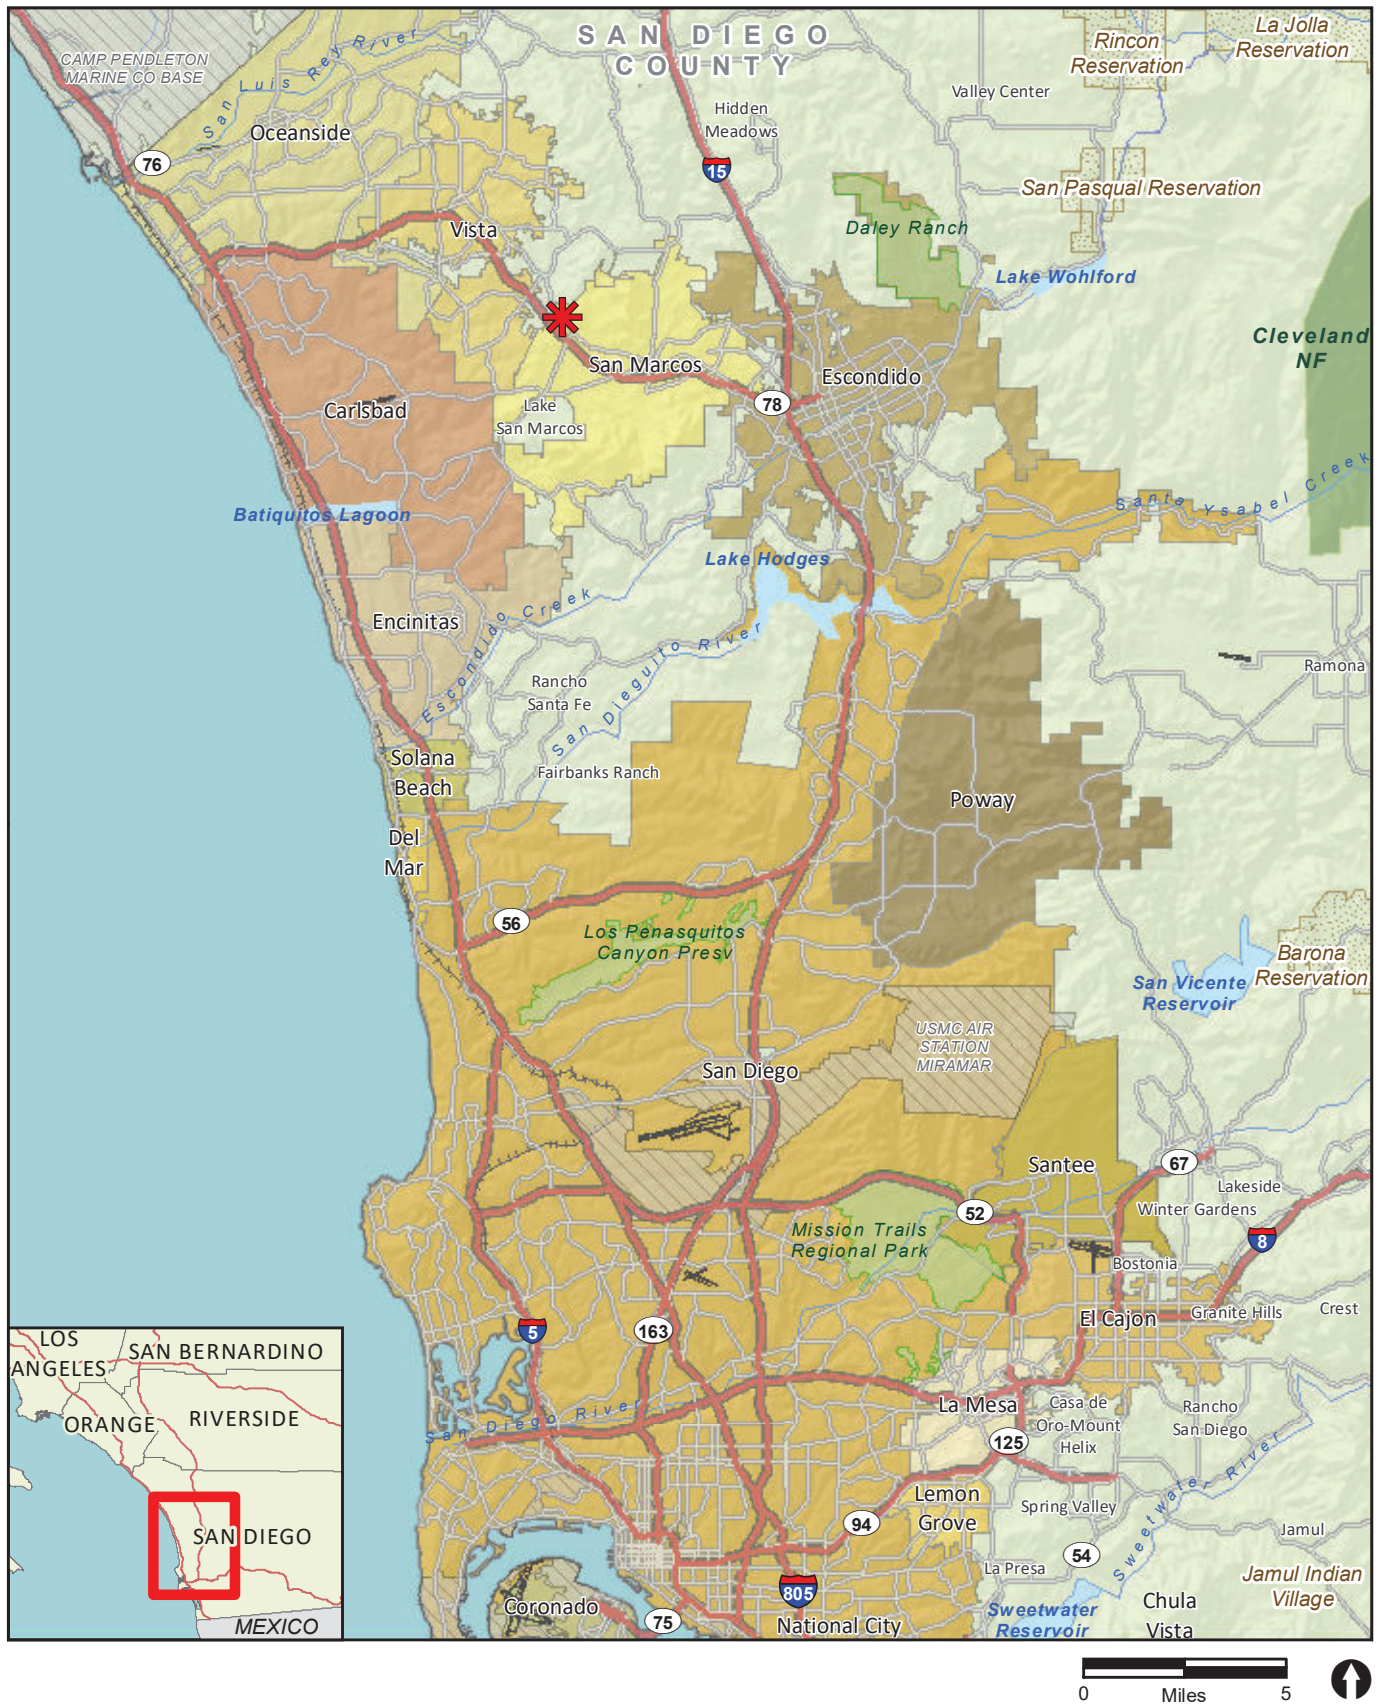 SAN DIEGO
COUNTY
CAMP PENDLETON
MARINE CO BASE
San Luis Rey River
Oceanside
76
Hidden
Meadows
15
Valley Center
Rincon
Reservation
La Jolla
Reservation
San Pasqual Reservation
Daley Ranch
Lake Wohlford
Vista
Cleveland
NF
San Marcos
Escondido
78
Carlsbad
Lake
San Marcos
Batiquitos Lagoon
Santa Ysabel Creek
Lake Hodges
Encinitas
Escondido Creek
San Dieguito River
Rancho
Santa Fe
Ramona
Solana
Beach
Fairbanks Ranch
Poway
Del
Mar
56
Los Penasquitos
Canyon Presv
Barona
Reservation
San Vicente
Reservoir
USMC AIR
STATION
MIRAMAR
San Diego
Santee
67
Lakeside
Winter Gardens
52
Mission Trails
Regional Park
8
Bostonia
5
163
El Cajon
Granite Hills
Crest
San Diego River
La Mesa
Casa de
Oro-Mount
Helix
Rancho
San Diego
125
Lemon
Grove
Spring Valley
94
Sweetwater River
Jamul
54
La Presa
Jamul Indian
Village
805
Coronado
75
National City
Sweetwater
Reservoir
Chula
Vista
LOS
ANGELES
SAN BERNARDINO
ORANGE
RIVERSIDE
SAN DIEGO
MEXICO
0 Miles 5